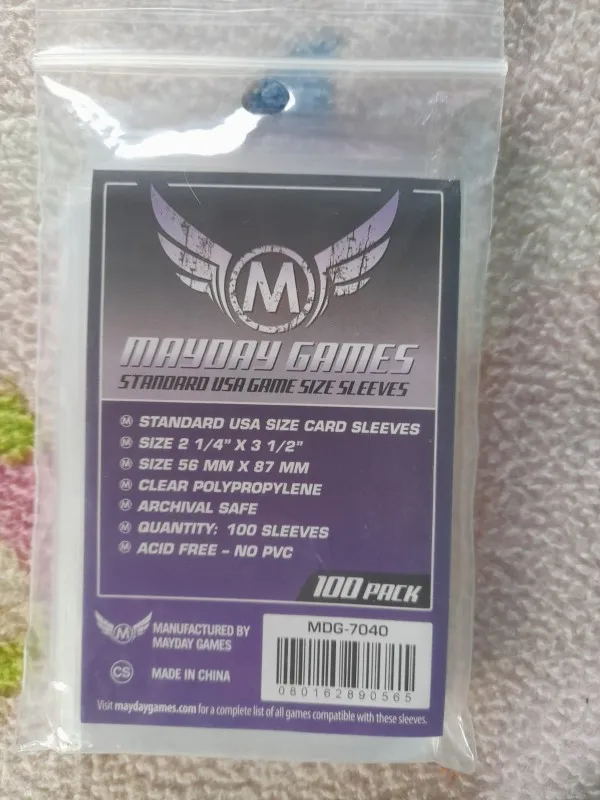 M
MAYDAY GAMES
STANDARD USA GAME SIZE SLEEVES
STANDARD USA SIZE CARD SLEEVES
SIZE 2 1/4" X 3 1/2"
SIZE 56 MM X 87 MM
CLEAR POLYPROPYLENE
ARCHIVAL SAFE
QUANTITY: 100 SLEEVES
ACID FREE – NO PVC
100 PACK
M MANUFACTURED BY
MAYDAY GAMES
CS MADE IN CHINA
MDG-7040
080162890565
Visit maydaygames.com for a complete list of all games compatible with these sleeves.